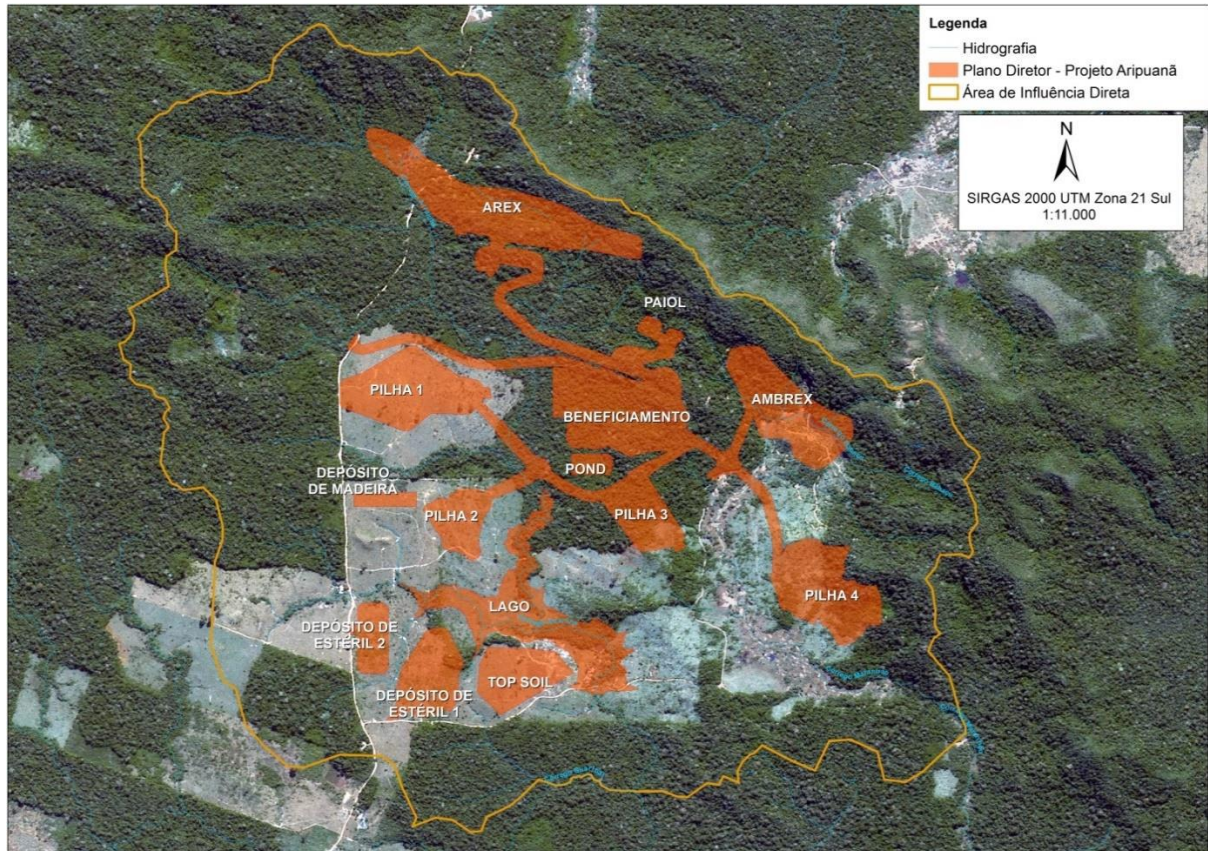 Legenda
Hidrografia
Plano Diretor - Projeto Aripuanã
Área de Influência Direta
N
SIRGAS 2000 UTM Zona 21 Sul
1:11.000
AREX
PAIOL
PILHA 1
AMBREX
BENEFICIAMENTO
POND
DEPÓSITO
DE MADEIRA
PILHA 2
PILHA 3
LAGO
PILHA 4
DEPÓSITO DE
ESTÉRIL 2
TOP SOIL
DEPÓSITO DE
ESTÉRIL 1